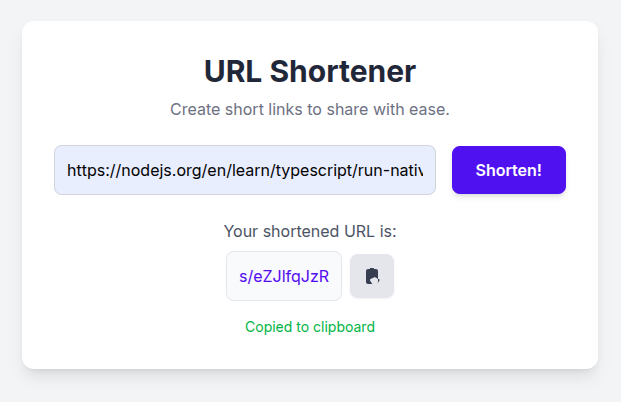 URL Shortener
Create short links to share with ease.
https://nodejs.org/en/learn/typescript/run-nativ
Shorten!
Your shortened URL is:
s/eZJlfqJzR
Copied to clipboard